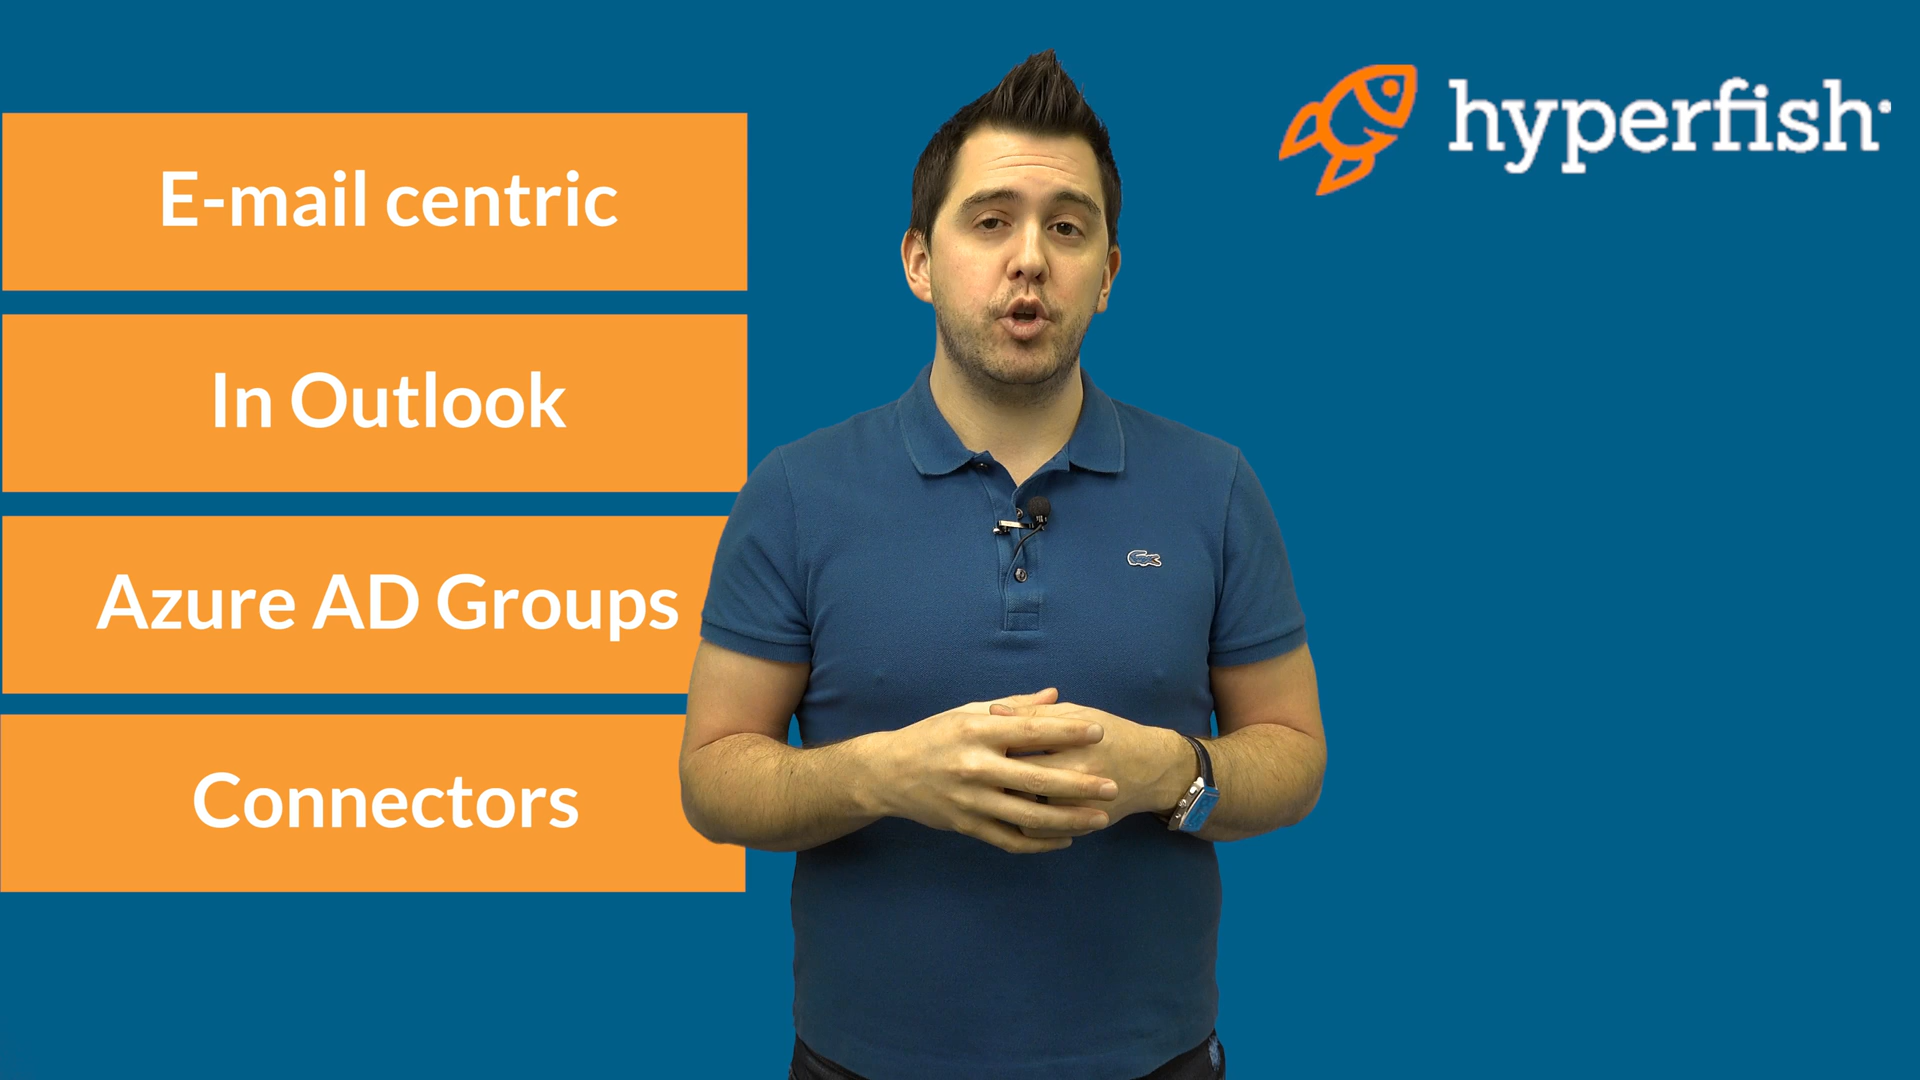 hyperfish
E-mail centric
In Outlook
Azure AD Groups
Connectors